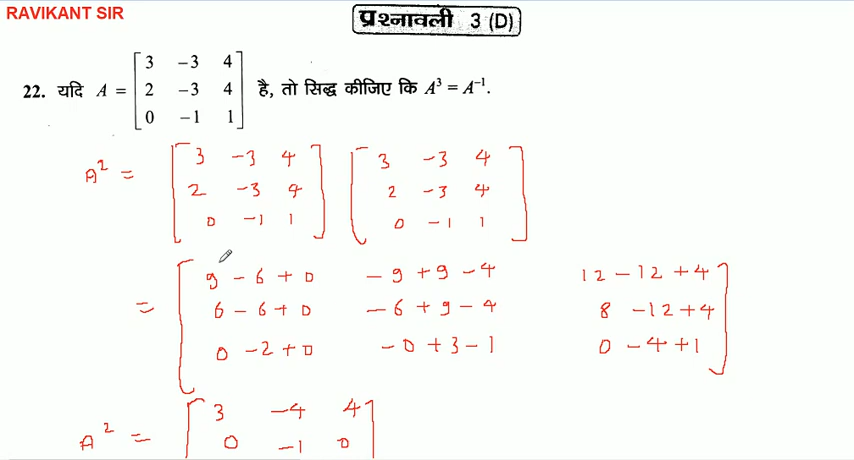 RAVIKANT SIR
प्रश्नावली 3 (D)
22. यदि A = [3 −3 4
2 −3 4
0 −1 1] है, तो सिद्ध कीजिए कि A³ = A⁻¹.
A² = [3 −3 4 [3 −3 4
2 −3 4 2 −3 4
0 −1 1] 0 −1 1]
= [9 − 6 + 0 −9 + 9 − 4 12 − 12 + 4
6 − 6 + 0 −6 + 9 − 4 8 − 12 + 4
0 − 2 + 0 −0 + 3 − 1 0 − 4 + 1]
A² = [3 −4 4
0 −1 0